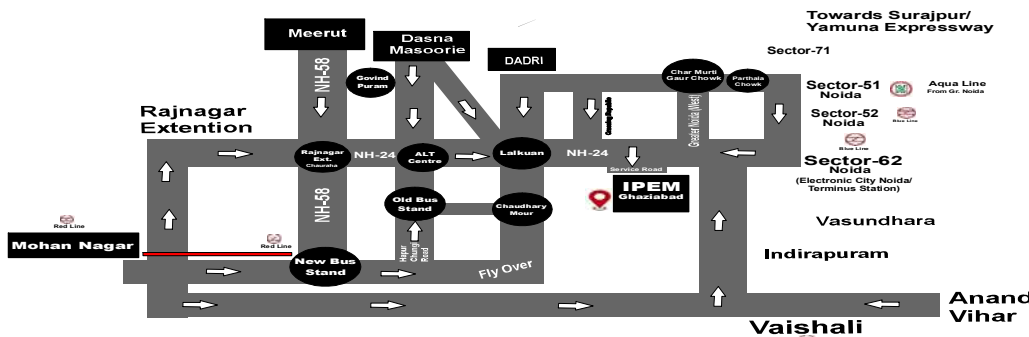 Towards Surajpur/
Yamuna Expressway
Meerut
Dasna
Masoorie
Sector-71
DADRI
NH-58
Govind
Puram
Char Murti
Gaur Chowk
Parthala
Chowk
Sector-51
Noida
Aqua Line
From Gr. Noida
Rajnagar
Extention
Sector-52
Noida
Blue Line
Greater Noida (West)
Blue Line
Rajnagar
Ext.
Chauraha
NH-24
ALT
Centre
Lalkuan
NH-24
Sector-62
Noida
(Electronic City Noida/
Terminus Station)
Service Road
IPEM
Ghaziabad
NH-58
Old Bus
Stand
Chaudhary
Mour
Vasundhara
Red Line
Mohan Nagar
Red Line
Hapur
Chungi
Road
Indirapuram
New Bus
Stand
Fly Over
Anand
Vihar
Vaishali